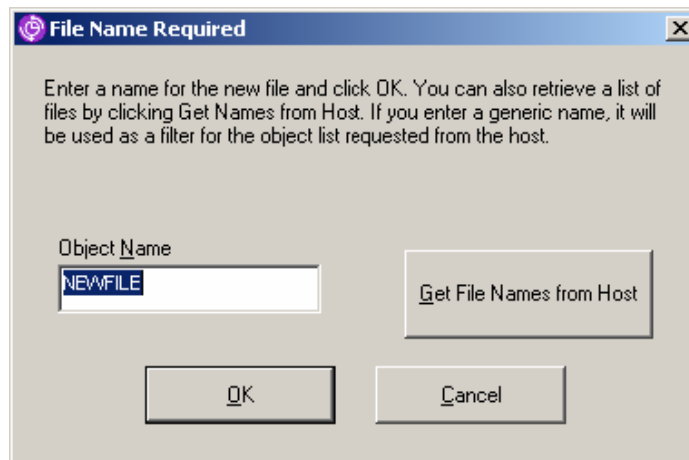 File Name Required
Enter a name for the new file and click OK. You can also retrieve a list of
files by clicking Get Names from Host. If you enter a generic name, it will
be used as a filter for the object list requested from the host.
Object Name
NEWFILE
Get File Names from Host
OK
Cancel